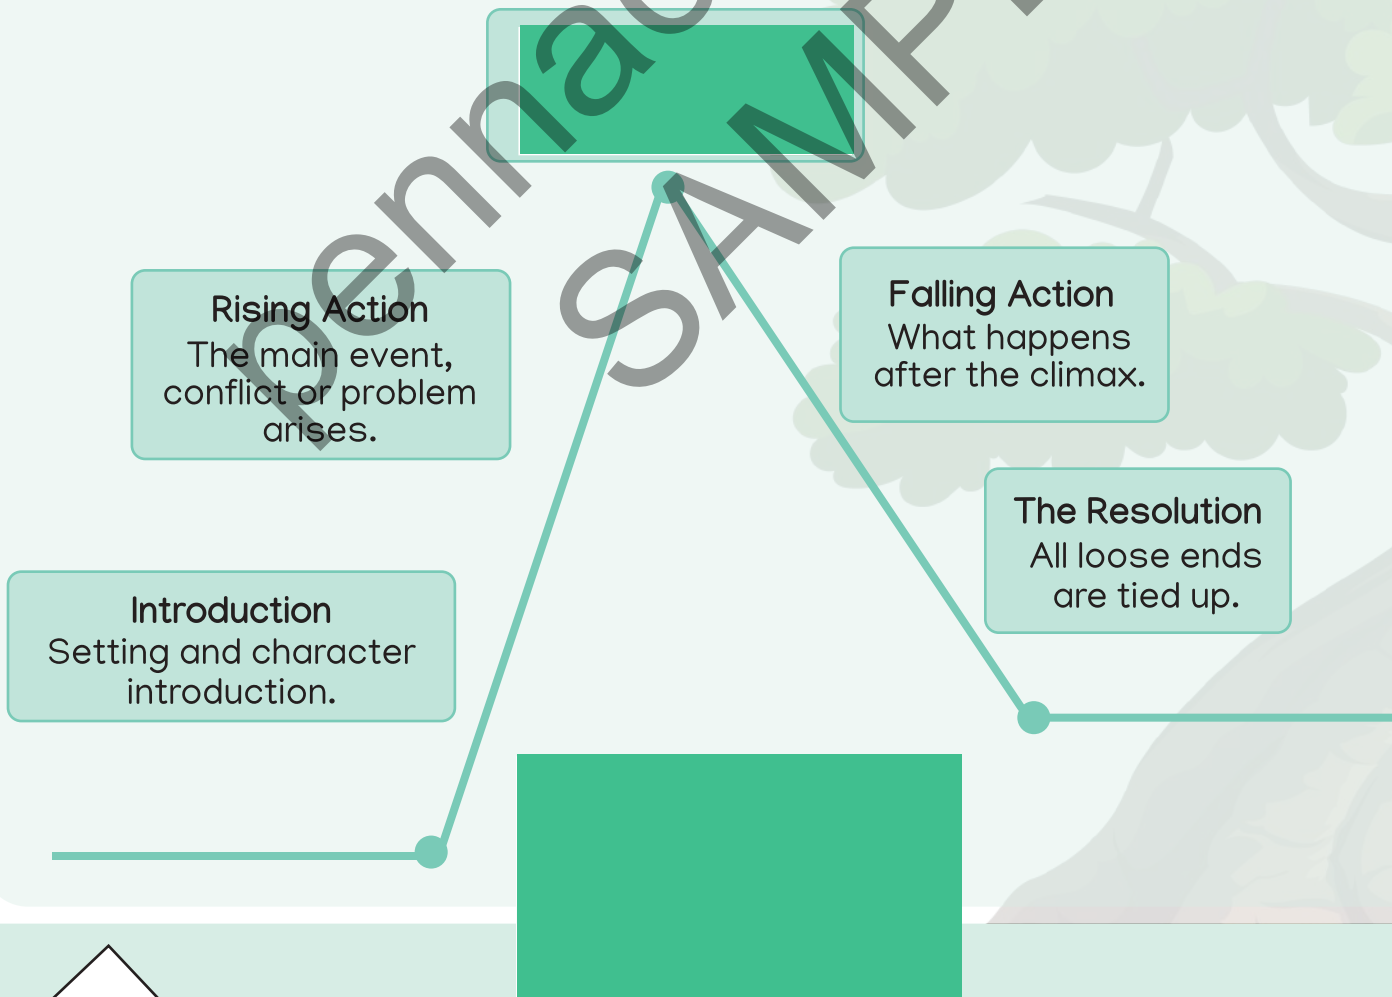 Rising Action
The main event,
conflict or problem
arises.
Falling Action
What happens
after the climax.
The Resolution
All loose ends
are tied up.
Introduction
Setting and character
introduction.